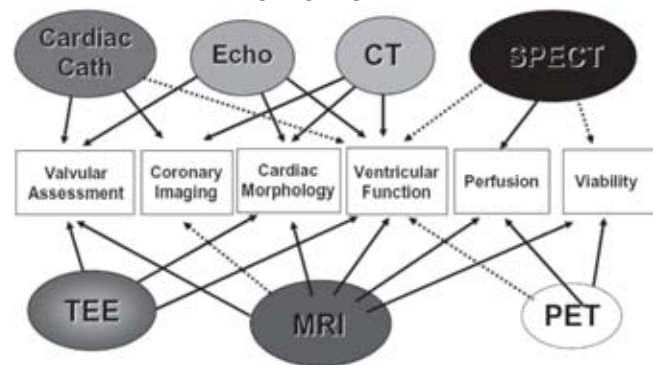 Cardiac
Cath
Echo
CT
SPECT
Valvular
Assessment
Coronary
Imaging
Cardiac
Morphology
Ventricular
Function
Perfusion
Viability
TEE
MRI
PET